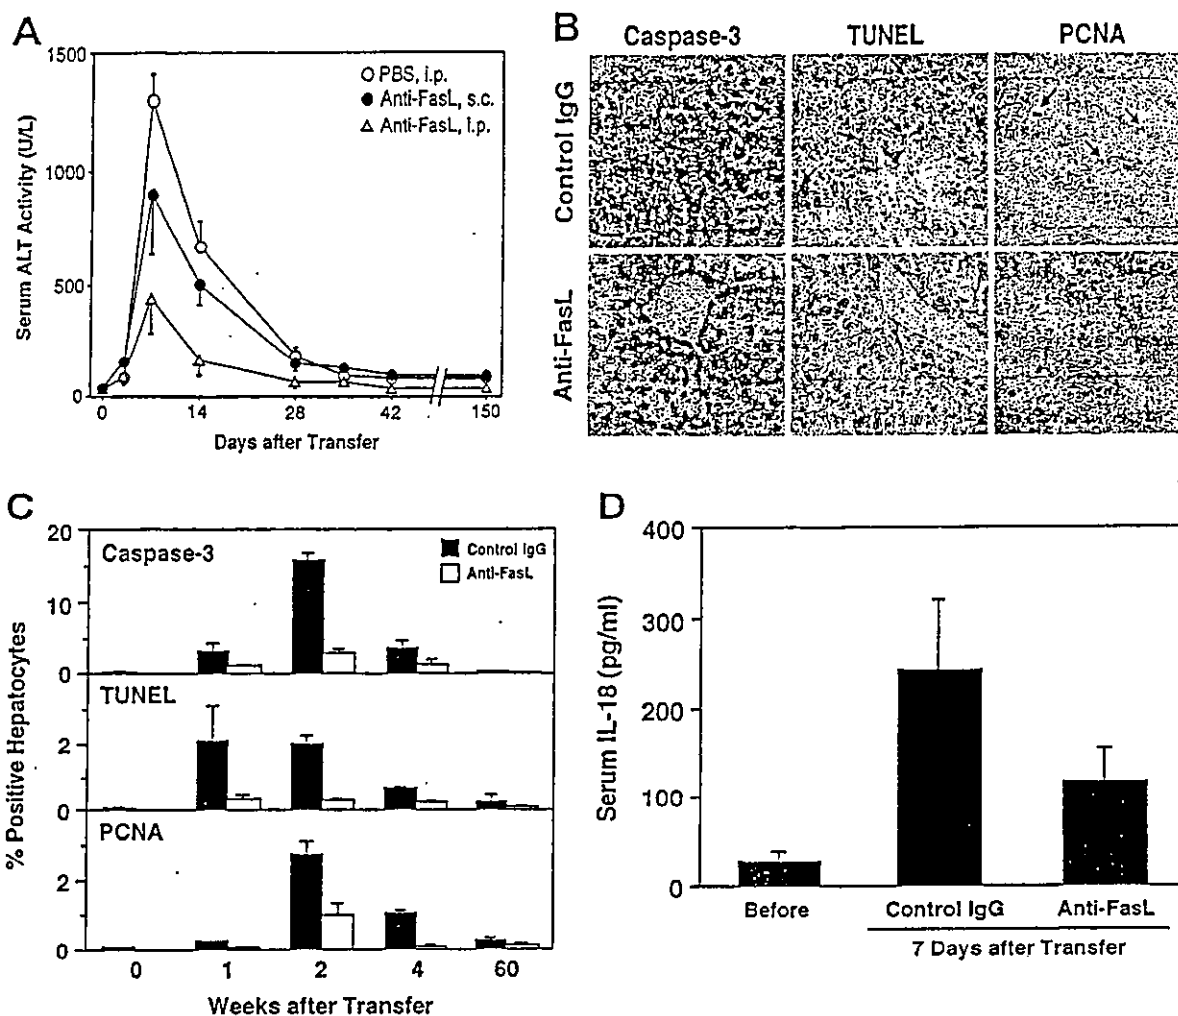 A
1500
1000
500
0
Serum ALT Activity (U/L)
PBS, i.p.
Anti-FasL, s.c.
Anti-FasL, i.p.
0 14 28 42 150
Days after Transfer
B
Caspase-3 TUNEL PCNA
Control IgG
Anti-FasL
C
% Positive Hepatocytes
20
Caspase-3
Control IgG
Anti-FasL
10
0
TUNEL
2
0
PCNA
2
0
0 1 2 4 60
Weeks after Transfer
D
400
300
200
100
0
Serum IL-18 (pg/ml)
Before Control IgG Anti-FasL
7 Days after Transfer